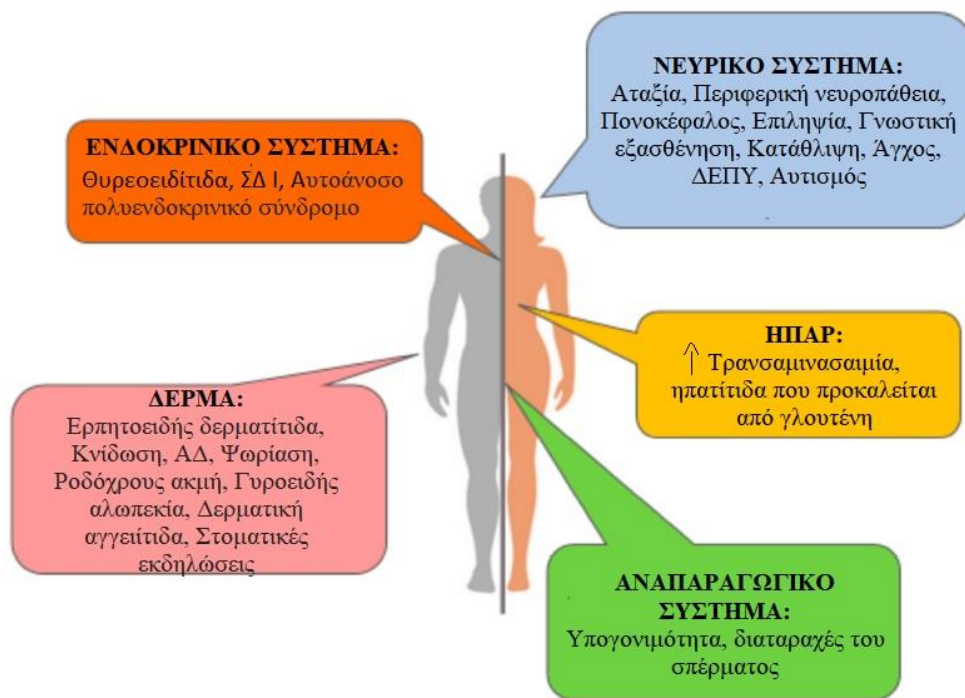 ΝΕΥΡΙΚΟ ΣΥΣΤΗΜΑ:
Αταξία, Περιφερική νευροπάθεια,
Πονοκέφαλος, Επιληψία, Γνωστική
εξασθένηση, Κατάθλιψη, Άγχος,
ΔΕΠΥ, Αυτισμός
ΕΝΔΟΚΡΙΝΙΚΟ ΣΥΣΤΗΜΑ:
Θυρεοειδίτιδα, ΣΔ Ι, Αυτοάνοσο
πολυενδοκρινικό σύνδρομο
ΗΠΑΡ:
↑ Τρανσαμινασαιμία,
ηπατίτιδα που προκαλείται
από γλουτένη
ΔΕΡΜΑ:
Ερπητοειδής δερματίτιδα,
Κνίδωση, ΑΔ, Ψωρίαση,
Ροδόχρους ακμή, Γυροειδής
αλωπεκία, Δερματική
αγγειίτιδα, Στοματικές
εκδηλώσεις
ΑΝΑΠΑΡΑΓΩΓΙΚΟ
ΣΥΣΤΗΜΑ:
Υπογονιμότητα, διαταραχές του
σπέρματος